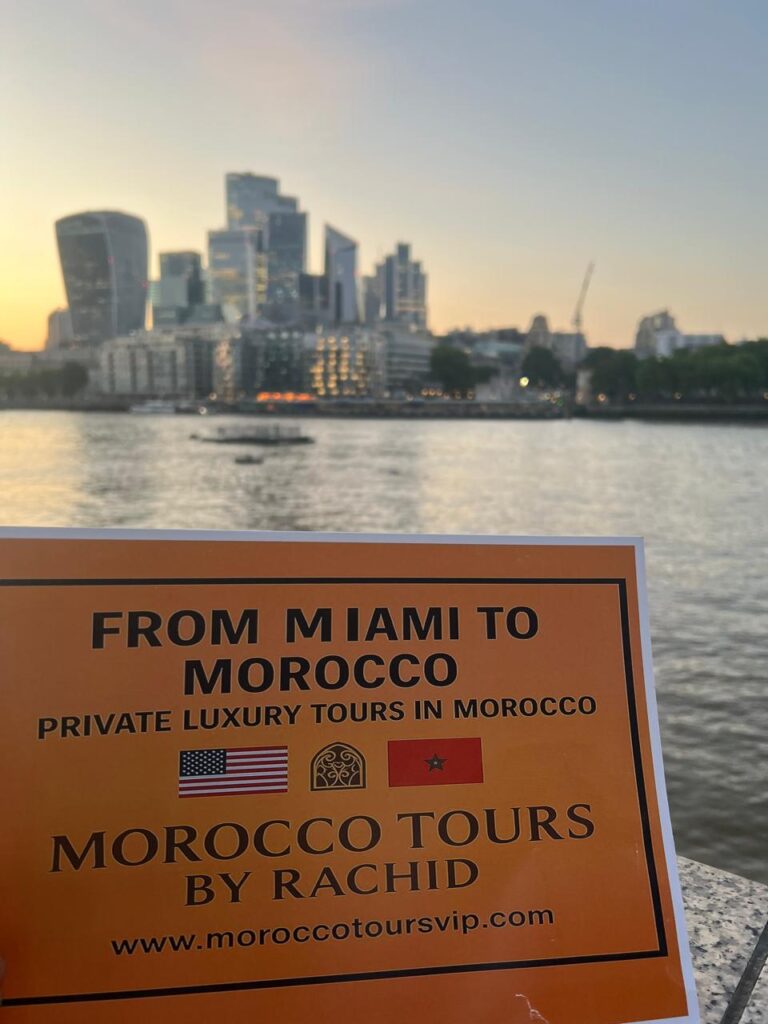 FROM MIAMI TO
MOROCCO
PRIVATE LUXURY TOURS IN MOROCCO
MOROCCO TOURS
BY RACHID
www.moroccotoursvip.com